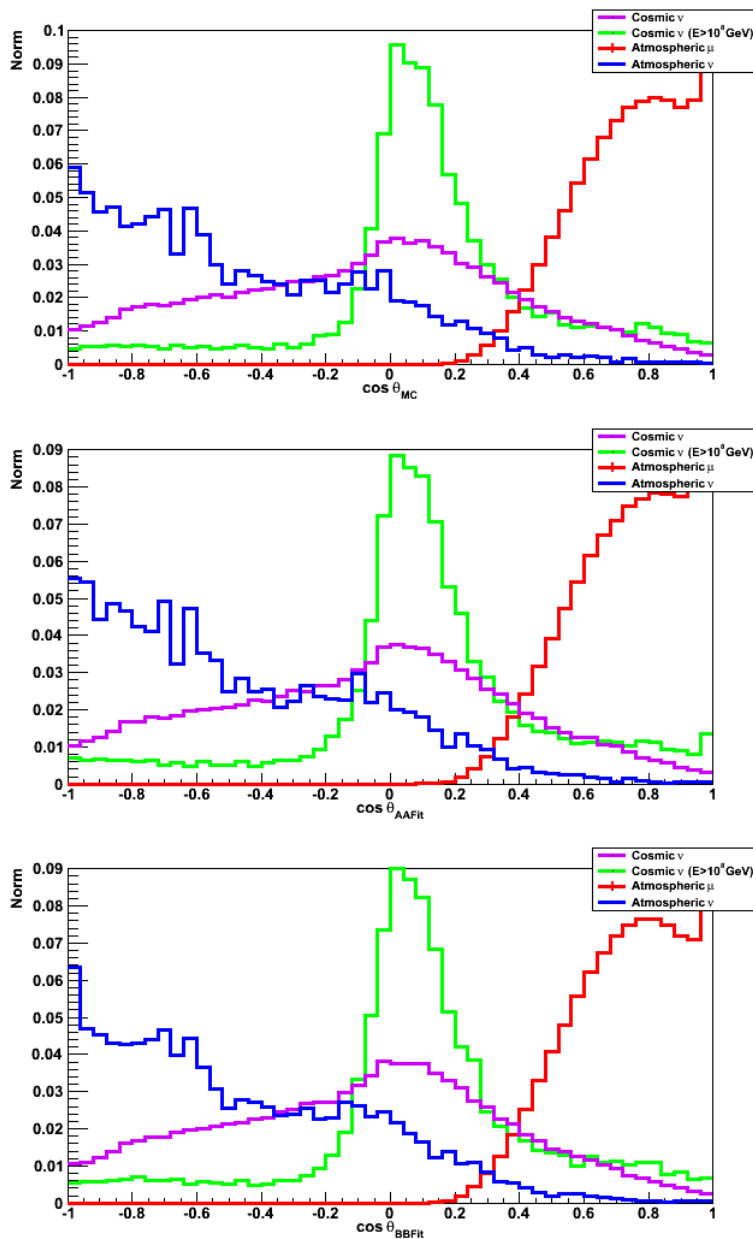 Norm
0.1
0.09
0.08
0.07
0.06
0.05
0.04
0.03
0.02
0.01
0
-1 -0.8 -0.6 -0.4 -0.2 0 0.2 0.4 0.6 0.8 1
cos θMC
Cosmic ν
Cosmic ν (E>10⁸GeV)
Atmospheric μ
Atmospheric ν
Norm
0.09
0.08
0.07
0.06
0.05
0.04
0.03
0.02
0.01
0
-1 -0.8 -0.6 -0.4 -0.2 0 0.2 0.4 0.6 0.8 1
cos θAAFit
Cosmic ν
Cosmic ν (E>10⁸GeV)
Atmospheric μ
Atmospheric ν
Norm
0.09
0.08
0.07
0.06
0.05
0.04
0.03
0.02
0.01
0
-1 -0.8 -0.6 -0.4 -0.2 0 0.2 0.4 0.6 0.8 1
cos θBBFit
Cosmic ν
Cosmic ν (E>10⁸GeV)
Atmospheric μ
Atmospheric ν